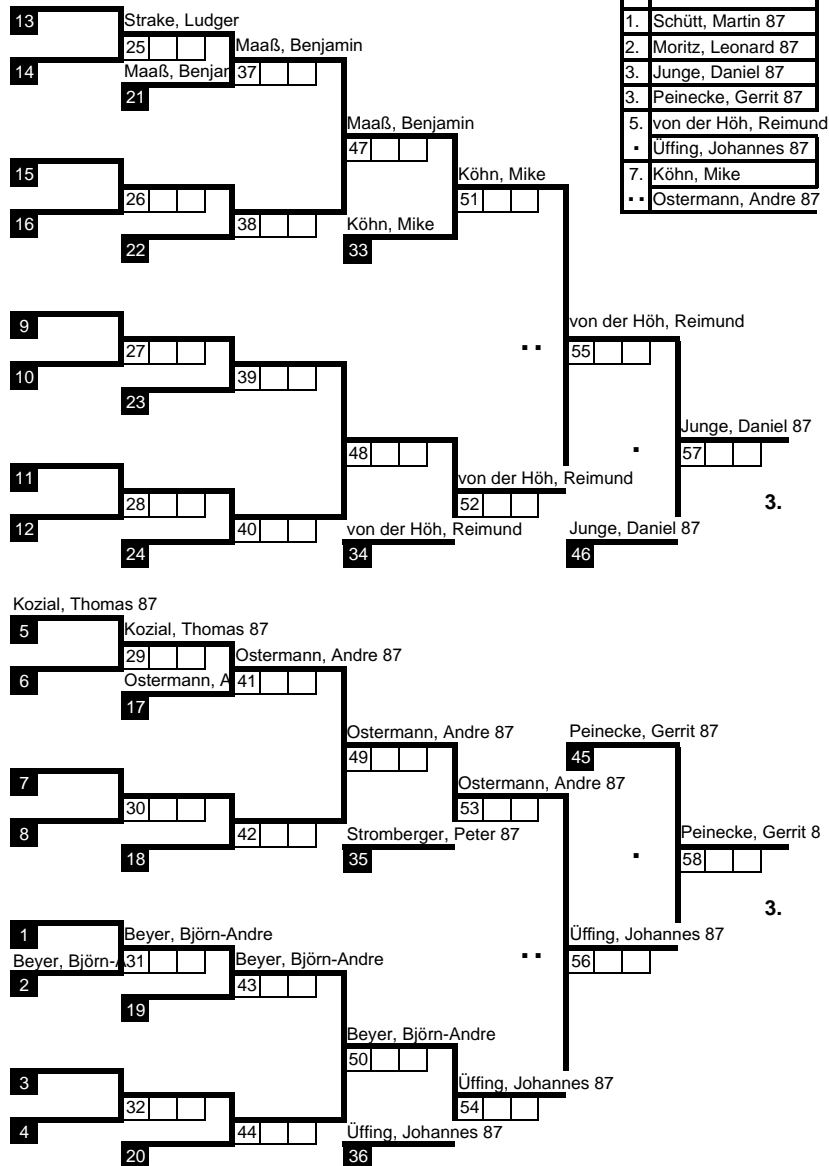 13
Strake, Ludger
1. Schütt, Martin 87
25
Maaß, Benjamin
2. Moritz, Leonard 87
14
Maaß, Benjar
37
3. Junge, Daniel 87
21
3. Peinecke, Gerrit 87
Maaß, Benjamin
5. von der Höh, Reimund
47
· Üffing, Johannes 87
15
Köhn, Mike
7. Köhn, Mike
26
51
·· Ostermann, Andre 87
16
38
Köhn, Mike
22
33
9
von der Höh, Reimund
27
··
55
10
39
23
Junge, Daniel 87
48
·
57
11
von der Höh, Reimund
28
52
3.
12
40
von der Höh, Reimund
Junge, Daniel 87
24
34
46
Kozial, Thomas 87
5
Kozial, Thomas 87
29
Ostermann, Andre 87
6
Ostermann, A
41
17
Ostermann, Andre 87
Peinecke, Gerrit 87
49
45
7
Ostermann, Andre 87
30
53
8
42
Stromberger, Peter 87
Peinecke, Gerrit 8
18
35
·
58
3.
1
Beyer, Björn-Andre
Üffing, Johannes 87
Beyer, Björn-A
31
Beyer, Björn-Andre
··
56
2
43
19
Beyer, Björn-Andre
50
3
Üffing, Johannes 87
32
54
4
44
Üffing, Johannes 87
20
36